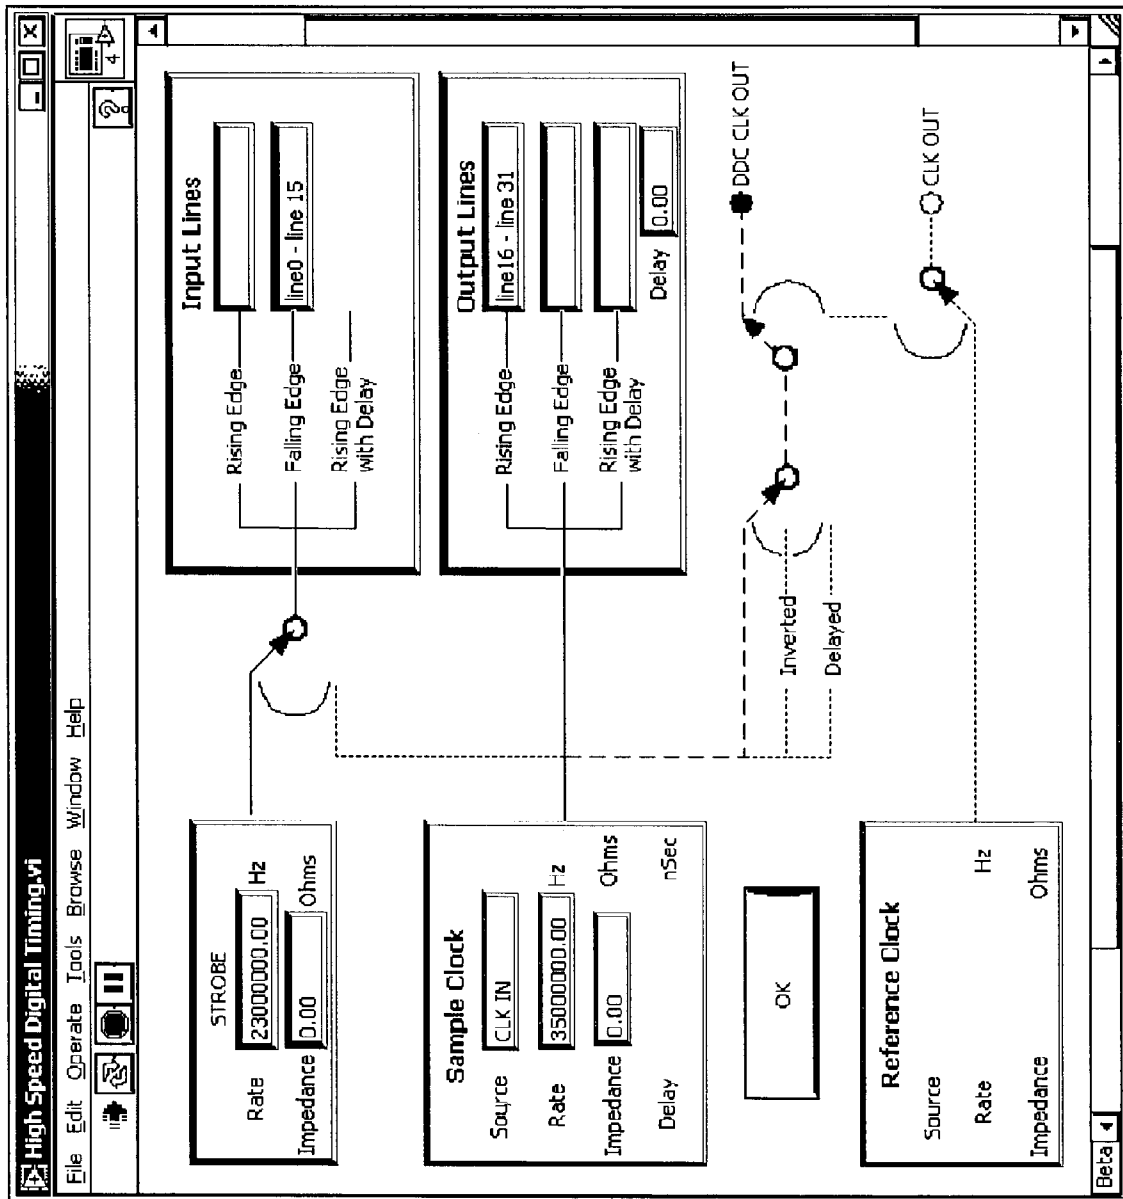 High Speed Digital Timing.vi
File Edit Operate Tools Browse Window Help
4
?
STROBE
Rate 23000000.00 Hz
Impedance 0.00 Ohms
Input Lines
Rising Edge
Falling Edge line0 - line 15
Rising Edge
with Delay
Sample Clock
Source CLK IN
Rate 35000000.00 Hz
Impedance 0.00 Ohms
Delay nSec
Output Lines
Rising Edge line16 - line 31
Falling Edge
Rising Edge
with Delay
Delay 0.00
OK
Inverted
Delayed
DDC CLK OUT
Reference Clock
Source
Rate Hz
Impedance Ohms
CLK OUT
Beta